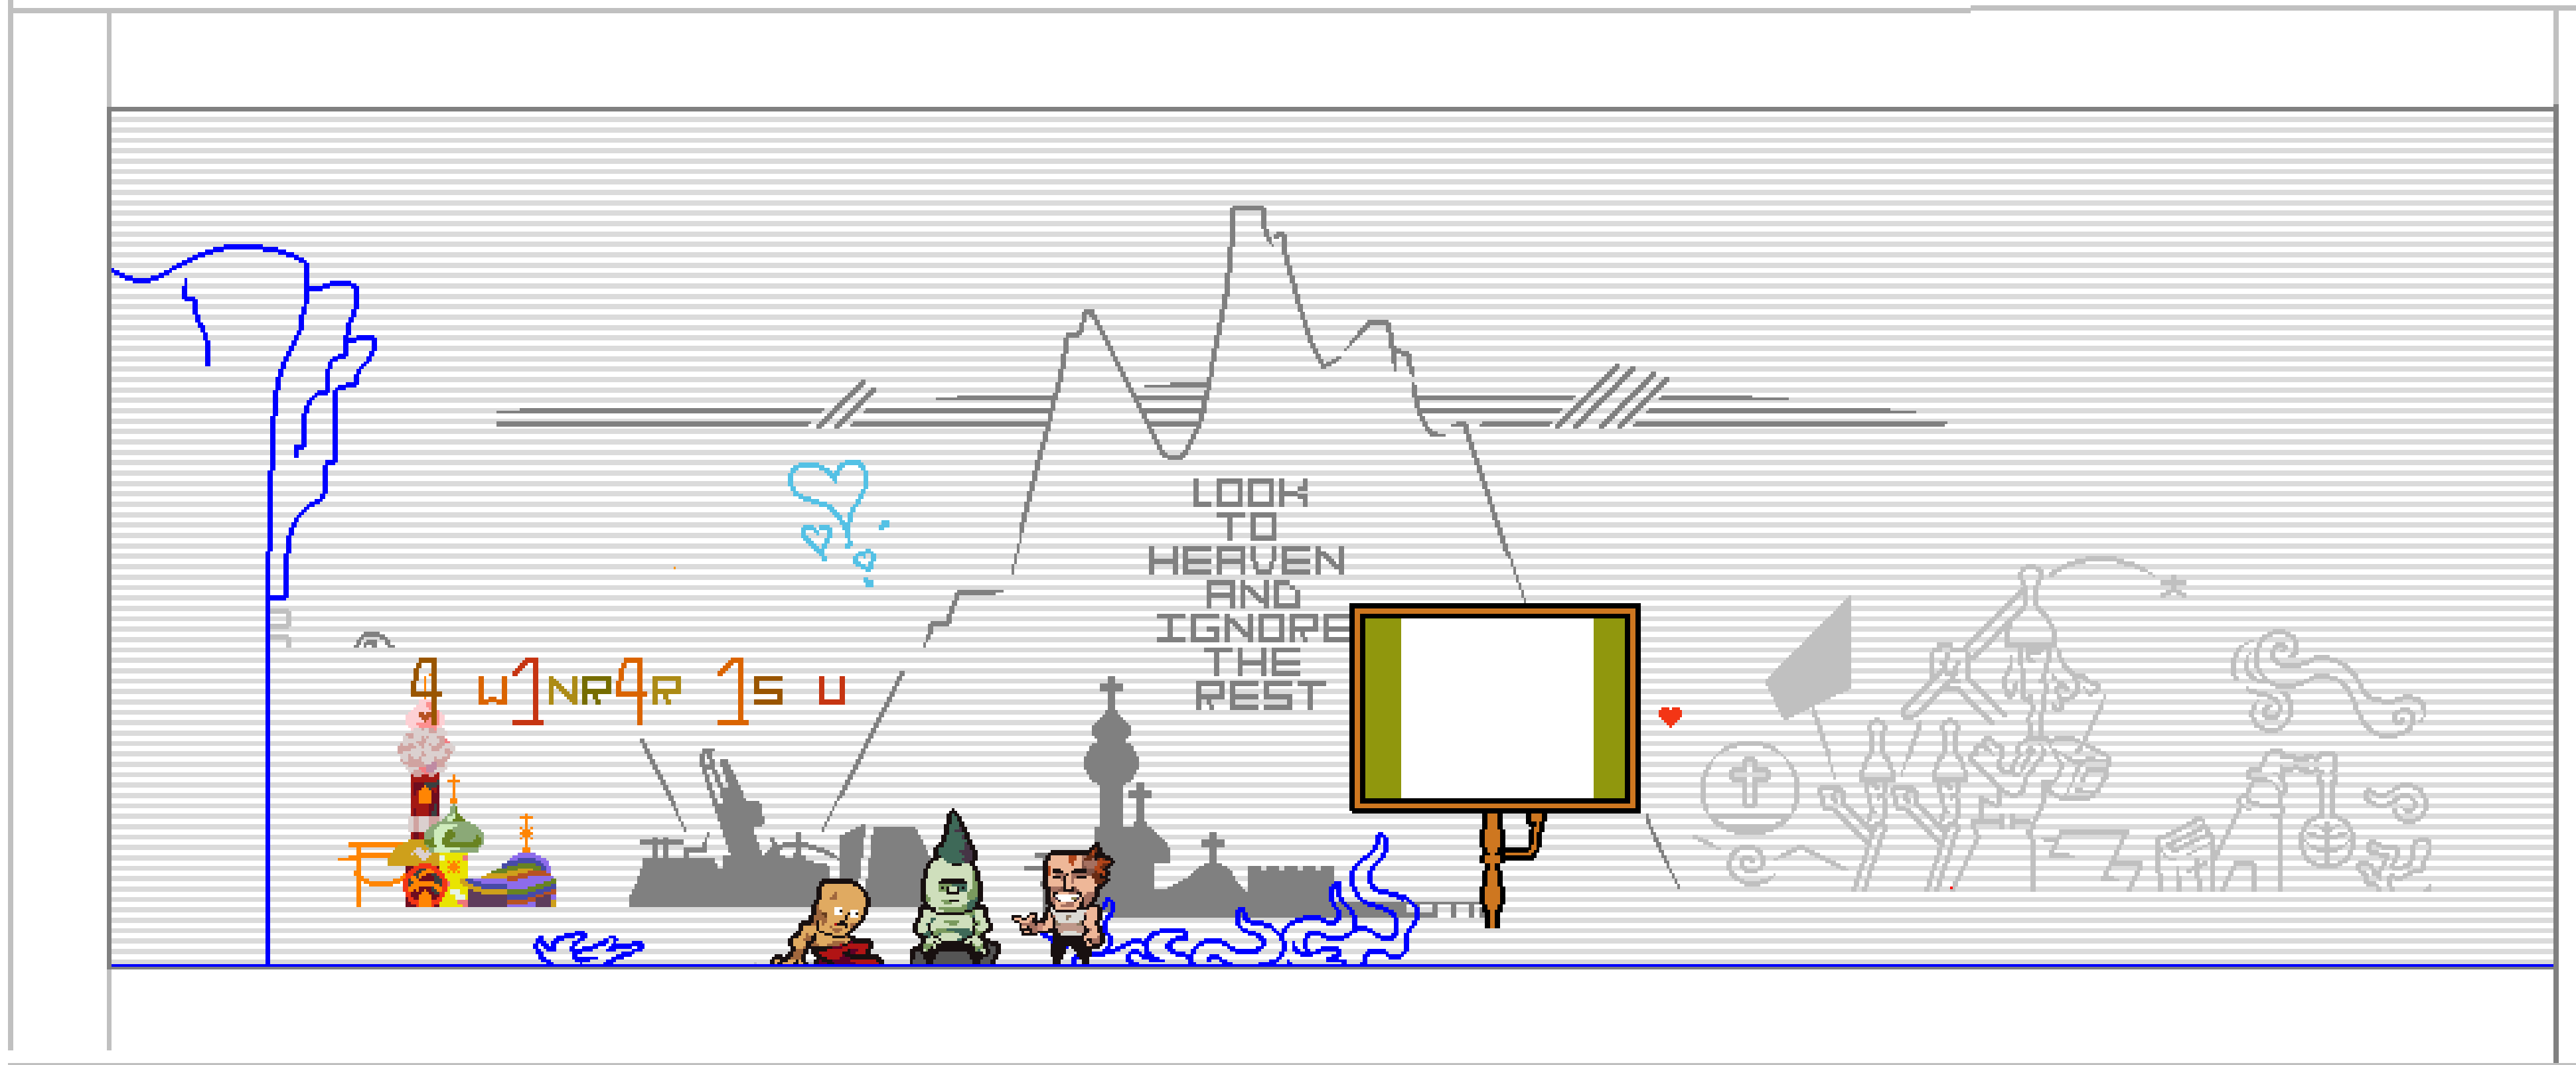 LOOK
TO
HEAVEN
AND
IGNORE
THE
REST
4 W1NR4R 1S U